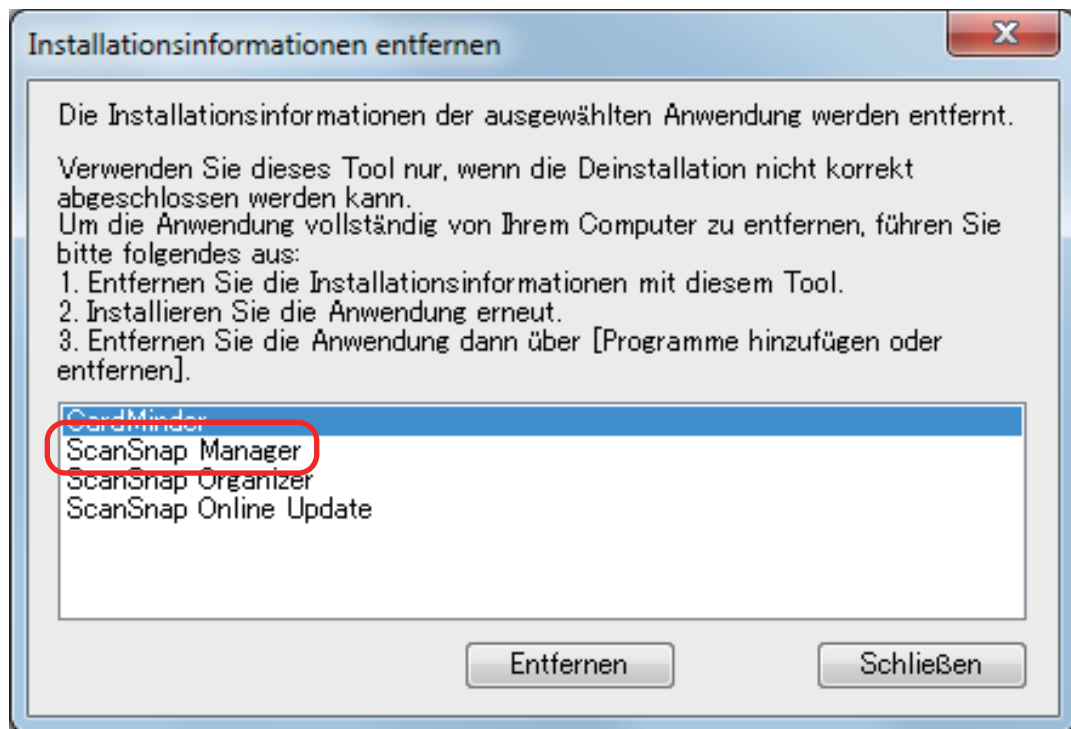 Installationsinformationen entfernen
Die Installationsinformationen der ausgewählten Anwendung werden entfernt.
Verwenden Sie dieses Tool nur, wenn die Deinstallation nicht korrekt
abgeschlossen werden kann.
Um die Anwendung vollständig von Ihrem Computer zu entfernen, führen Sie
bitte folgendes aus:
1. Entfernen Sie die Installationsinformationen mit diesem Tool.
2. Installieren Sie die Anwendung erneut.
3. Entfernen Sie die Anwendung dann über [Programme hinzufügen oder
entfernen].
CardMinder
ScanSnap Manager
ScanSnap Organizer
ScanSnap Online Update
Entfernen
Schließen